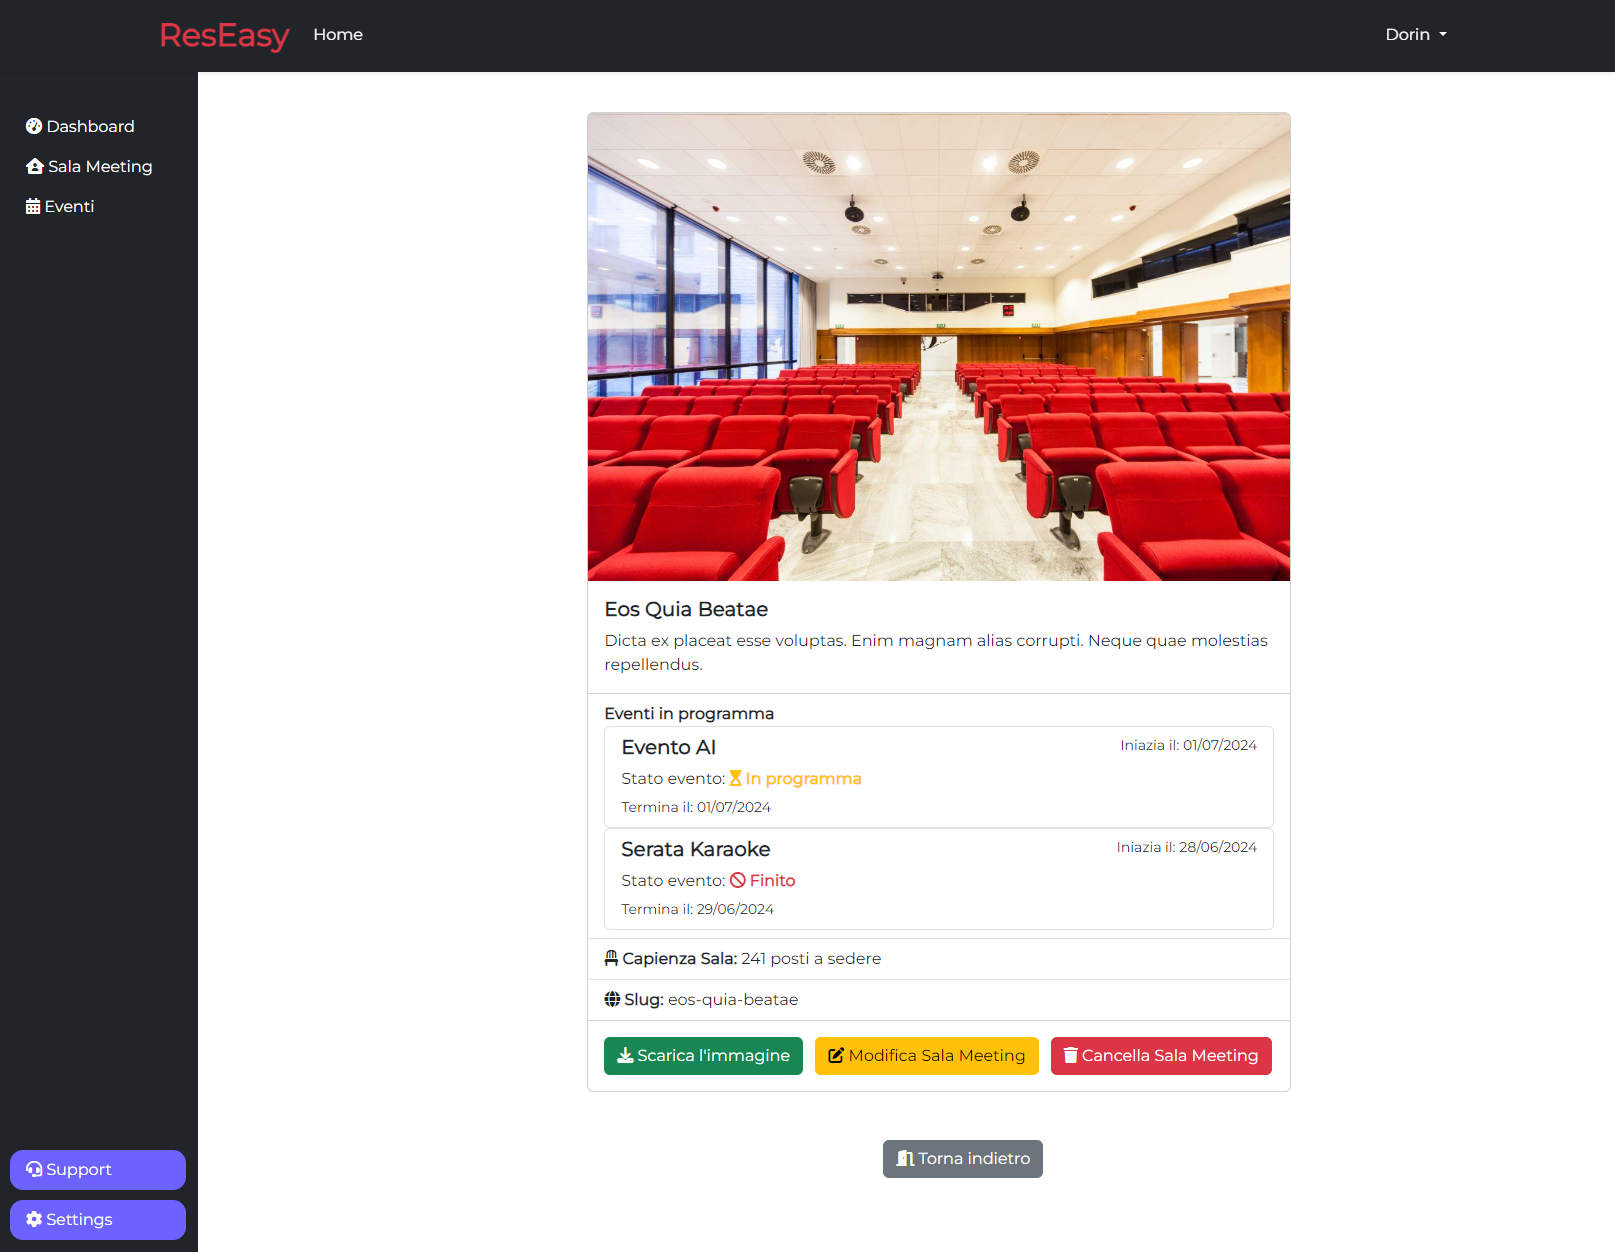 ResEasy
Home
Dorin
Dashboard
Sala Meeting
Eventi
Eos Quia Beatae
Dicta ex placeat esse voluptas. Enim magnam alias corrupti. Neque quae molestias
repellendus.
Eventi in programma
Evento AI
Iniazia il: 01/07/2024
Stato evento: In programma
Termina il: 01/07/2024
Serata Karaoke
Iniazia il: 28/06/2024
Stato evento: Finito
Termina il: 29/06/2024
Capienza Sala: 241 posti a sedere
Slug: eos-quia-beatae
Scarica l'immagine
Modifica Sala Meeting
Cancella Sala Meeting
Torna indietro
Support
Settings